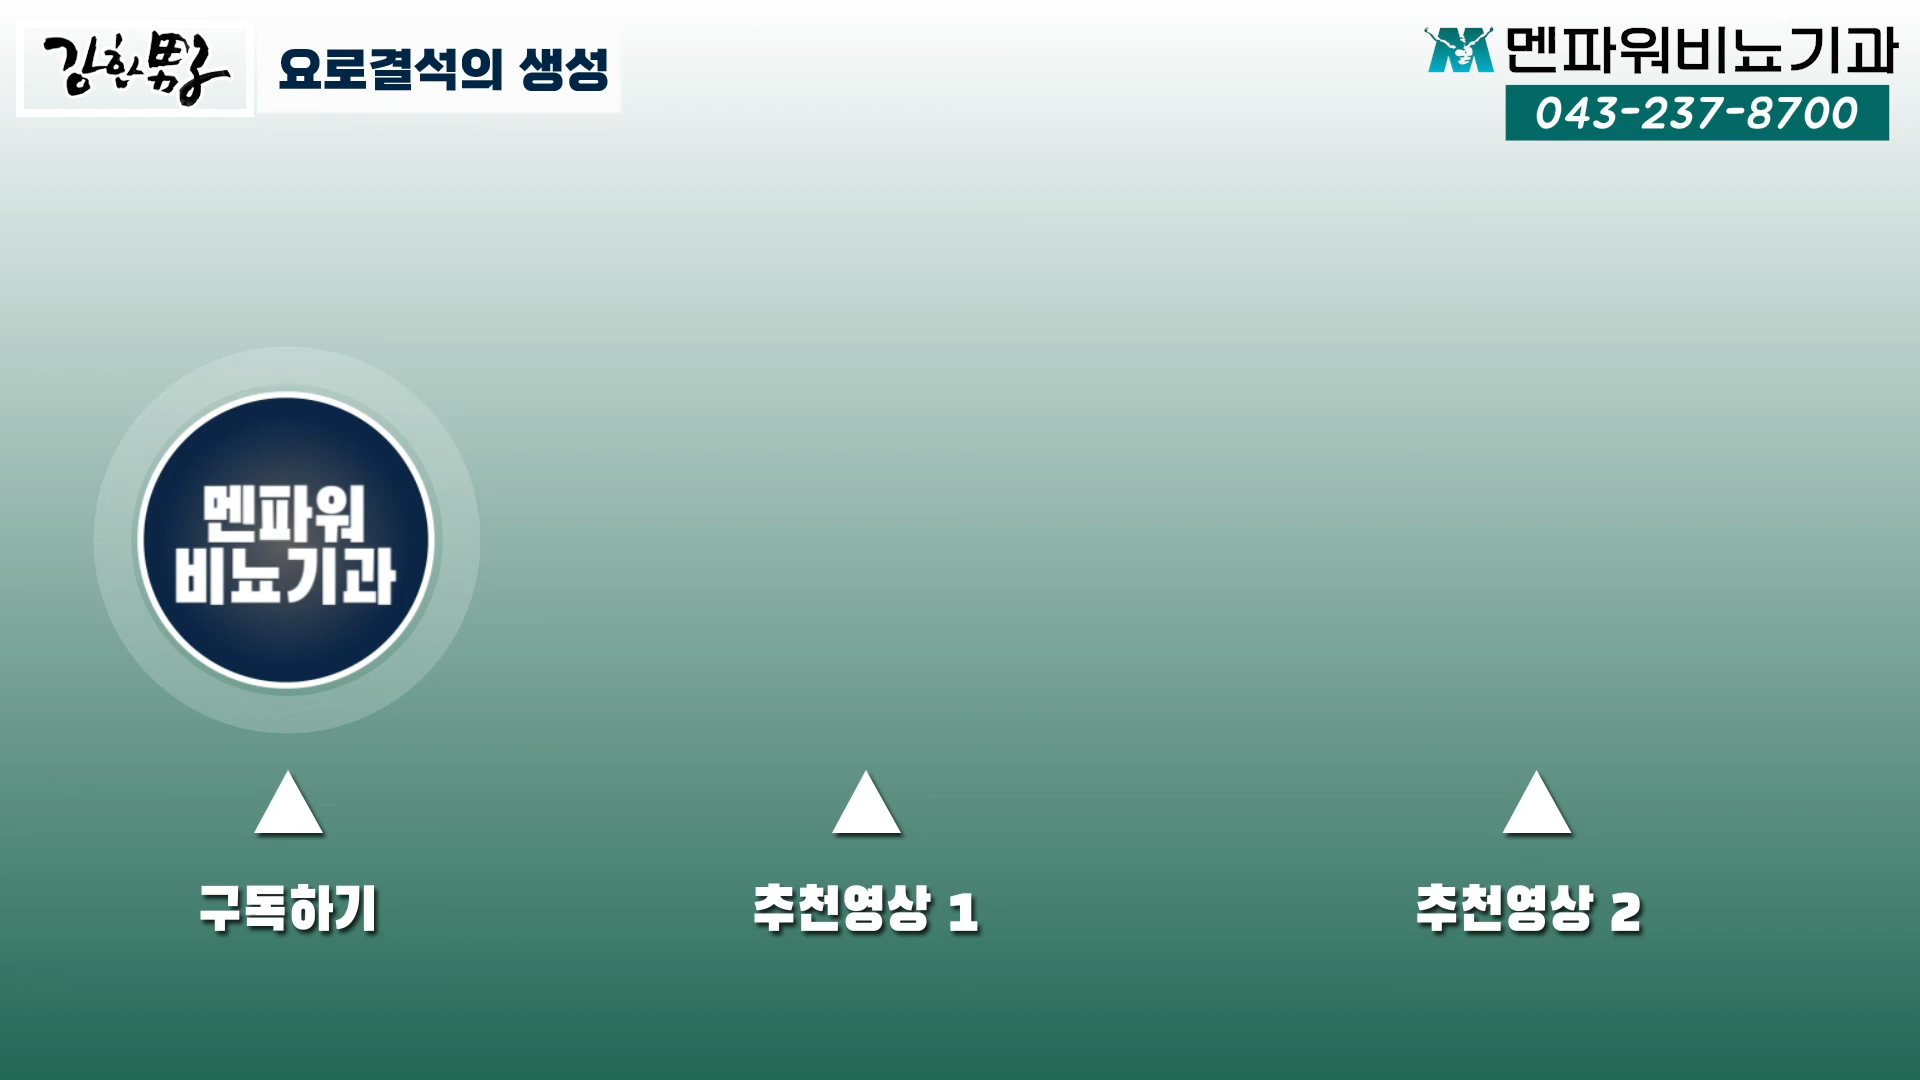 강한男子
요로결석의 생성
멘파워비뇨기과
043-237-8700
멘파워
비뇨기과
구독하기
추천영상 1
추천영상 2